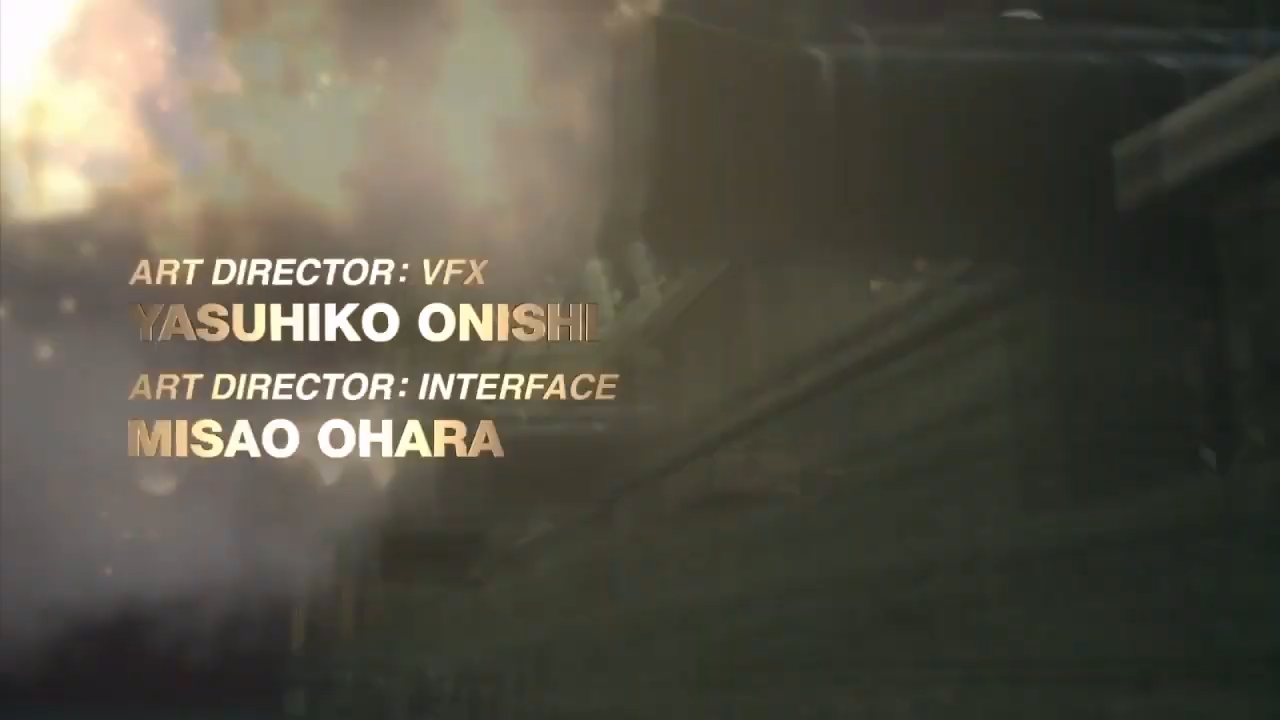 ART DIRECTOR: VFX
YASUHIKO ONISHI
ART DIRECTOR: INTERFACE
MISAO OHARA